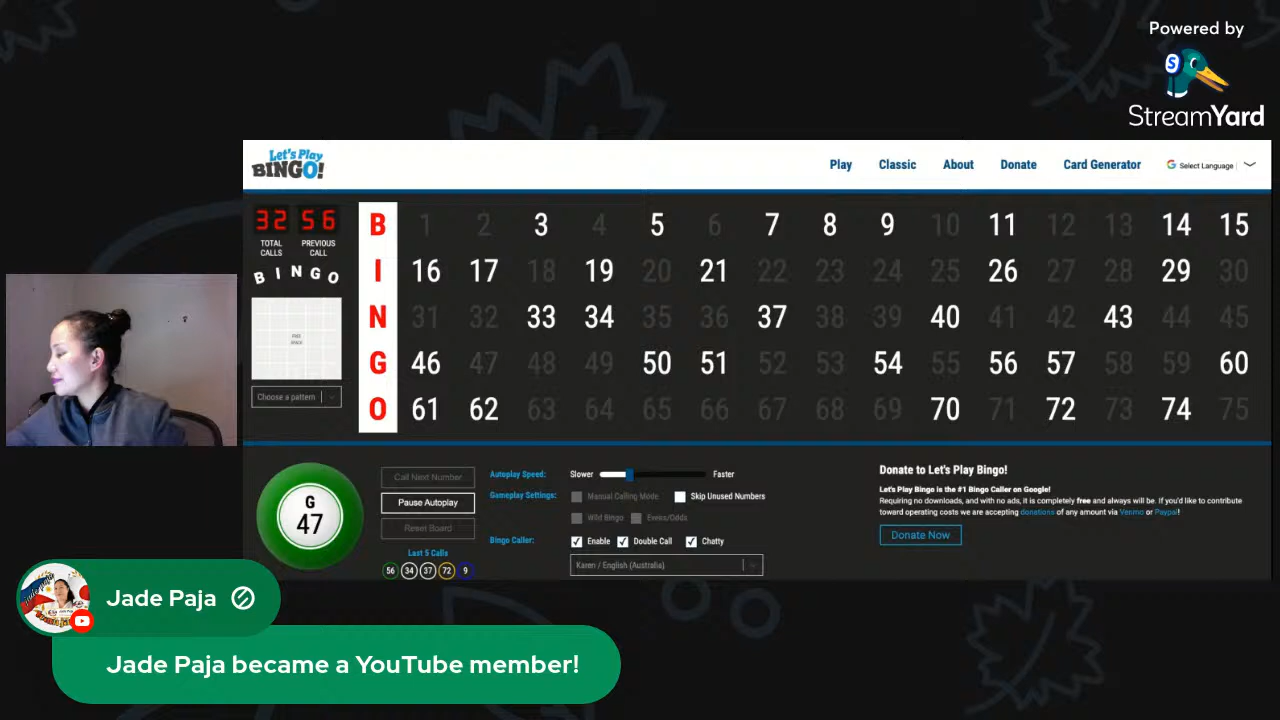 Powered by
StreamYard
Let's Play
BINGO!
Play Classic About Donate Card Generator Select Language
32 56
TOTAL CALLS PREVIOUS CALL
BINGO
FREE SPACE
Choose a pattern
B 1 2 3 4 5 6 7 8 9 10 11 12 13 14 15
I 16 17 18 19 20 21 22 23 24 25 26 27 28 29 30
N 31 32 33 34 35 36 37 38 39 40 41 42 43 44 45
G 46 47 48 49 50 51 52 53 54 55 56 57 58 59 60
O 61 62 63 64 65 66 67 68 69 70 71 72 73 74 75
G
47
Call Next Number
Pause Autoplay
Reset Board
Last 5 Calls
56 34 37 72 9
Autoplay Speed: Slower Faster
Gameplay Settings: Manual Calling Mode Skip Unused Numbers
Wild Bingo Evens/Odds
Bingo Caller: Enable Double Call Chatty
Karen / English (Australia)
Donate to Let's Play Bingo!
Let's Play Bingo is the #1 Bingo Caller on Google!
Requiring no downloads, and with no ads, it is completely free and always will be. If you'd like to contribute
toward operating costs we are accepting donations of any amount via Venmo or Paypal!
Donate Now
Jade Paja
Jade Paja became a YouTube member!